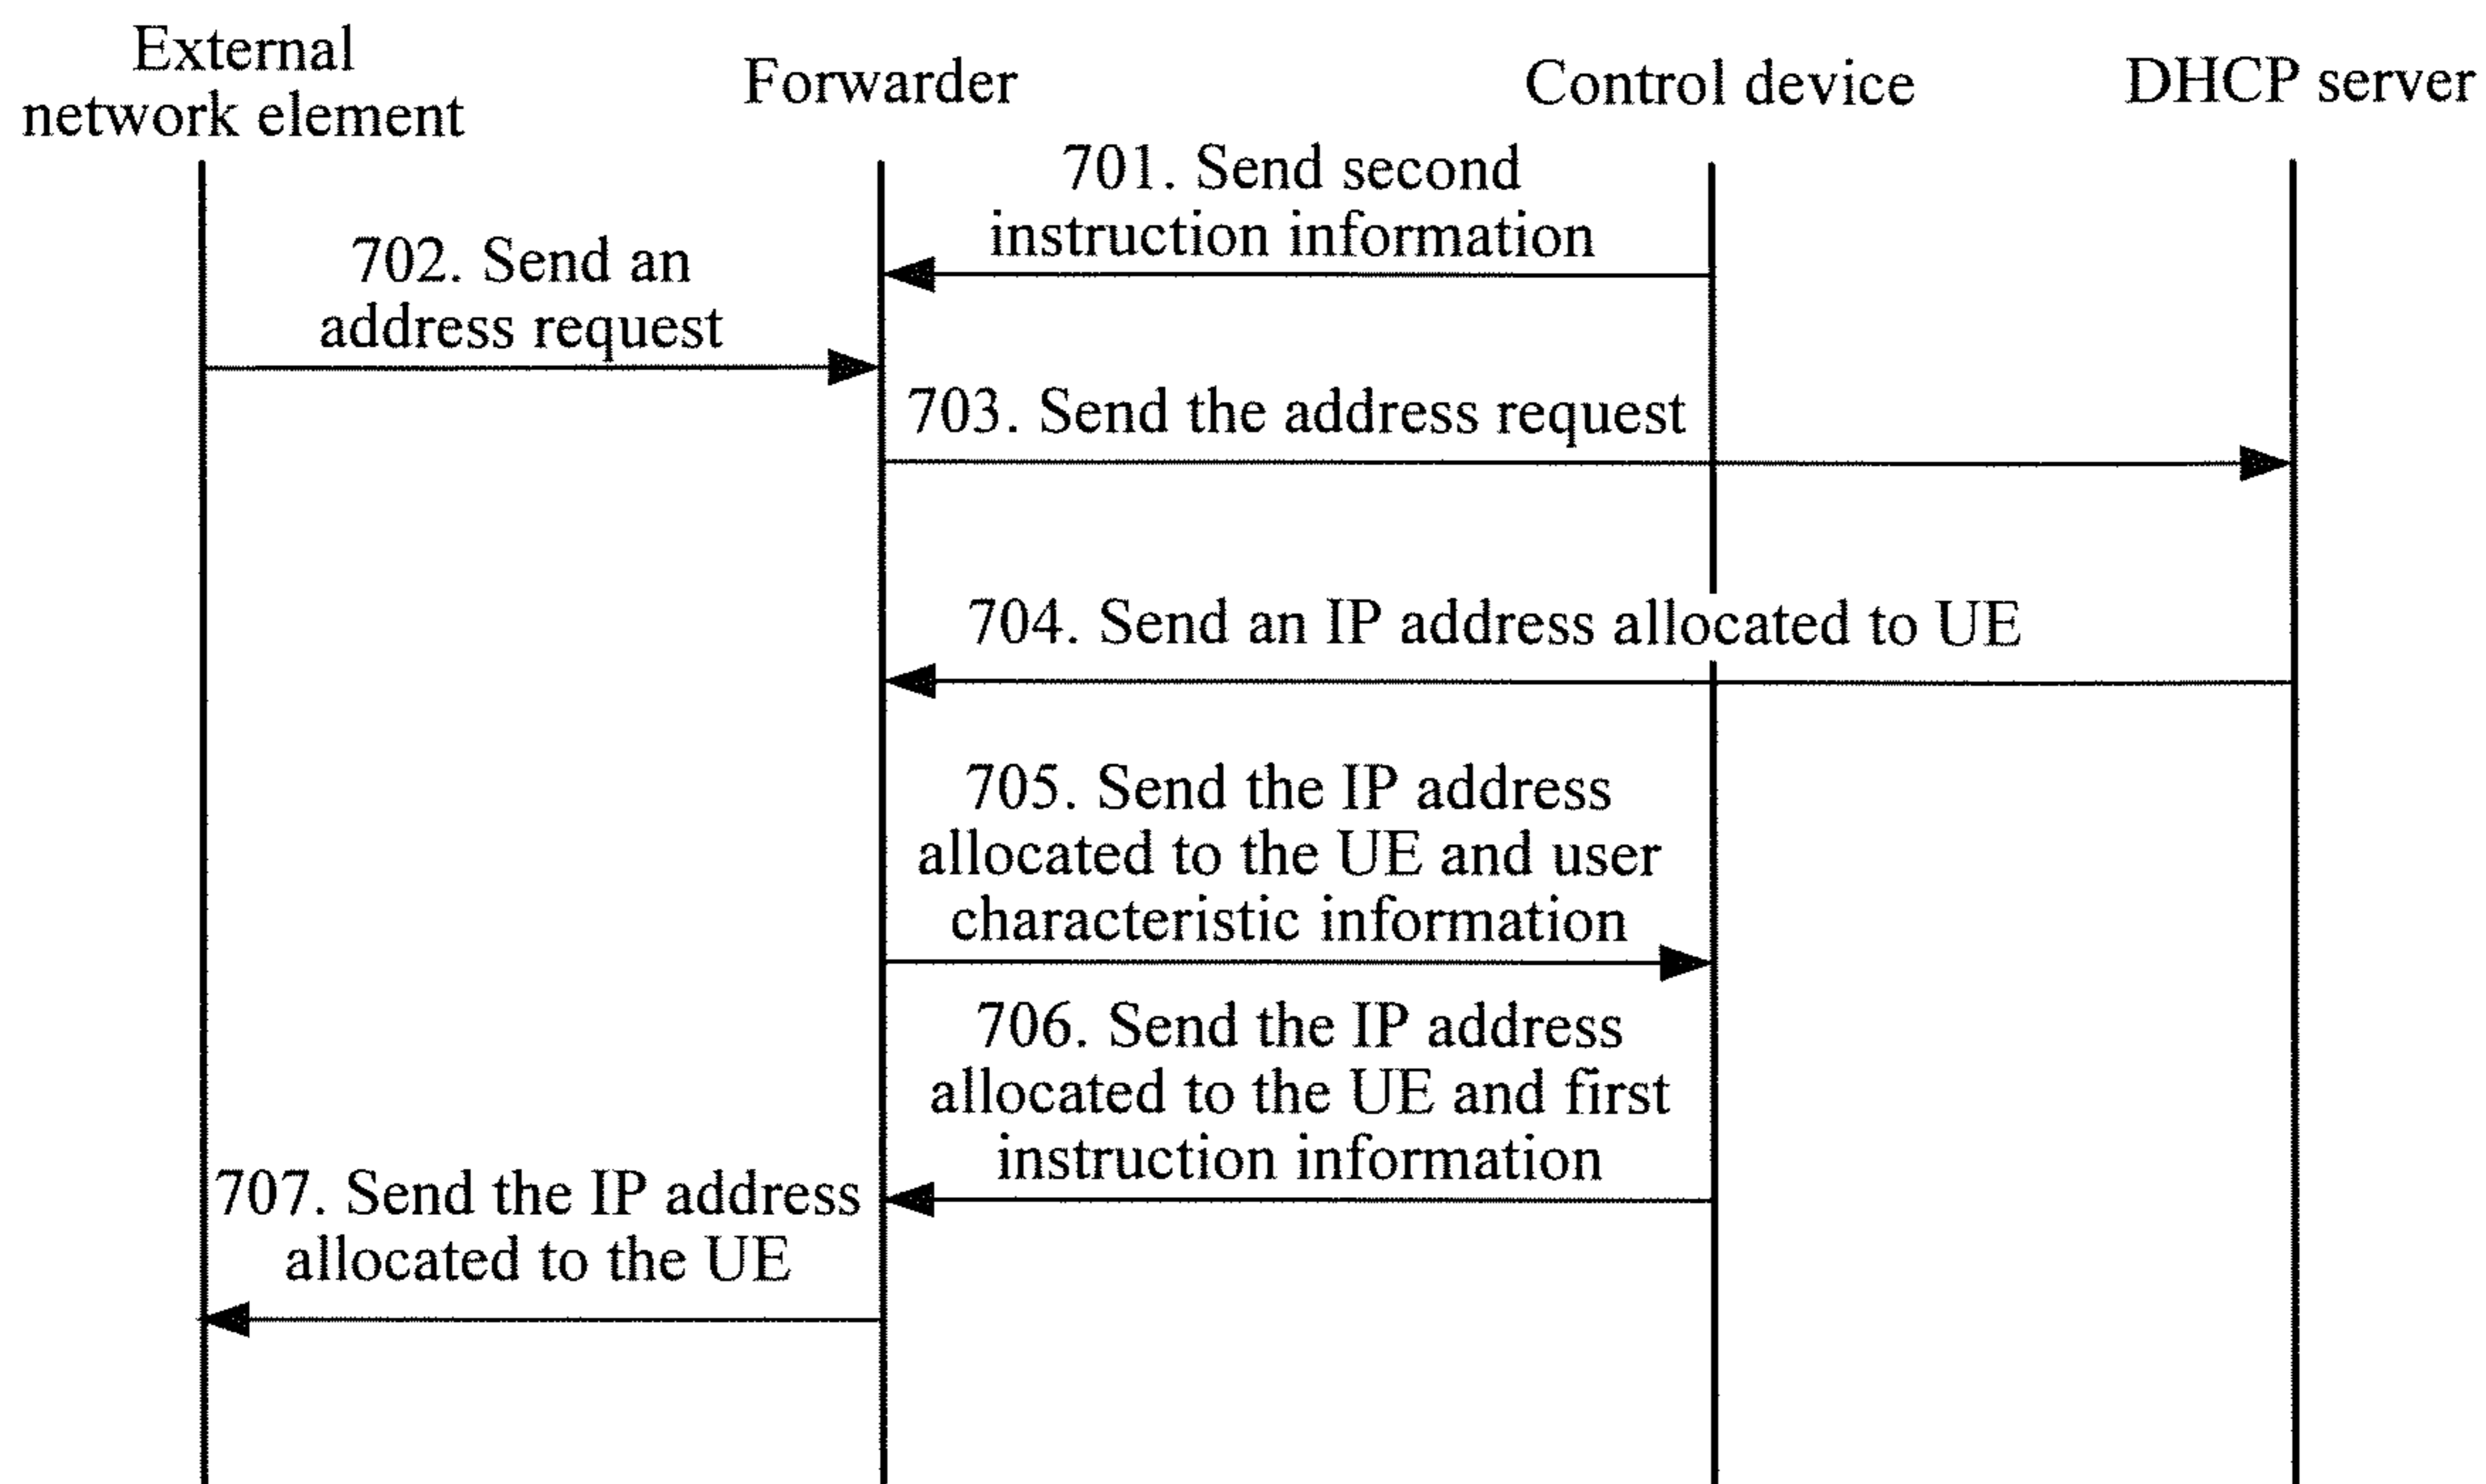 External
network element
Forwarder
Control device
DHCP server
701. Send second
instruction information
702. Send an
address request
703. Send the address request
704. Send an IP address allocated to UE
705. Send the IP address
allocated to the UE and user
characteristic information
706. Send the IP address
allocated to the UE and first
instruction information
707. Send the IP address
allocated to the UE